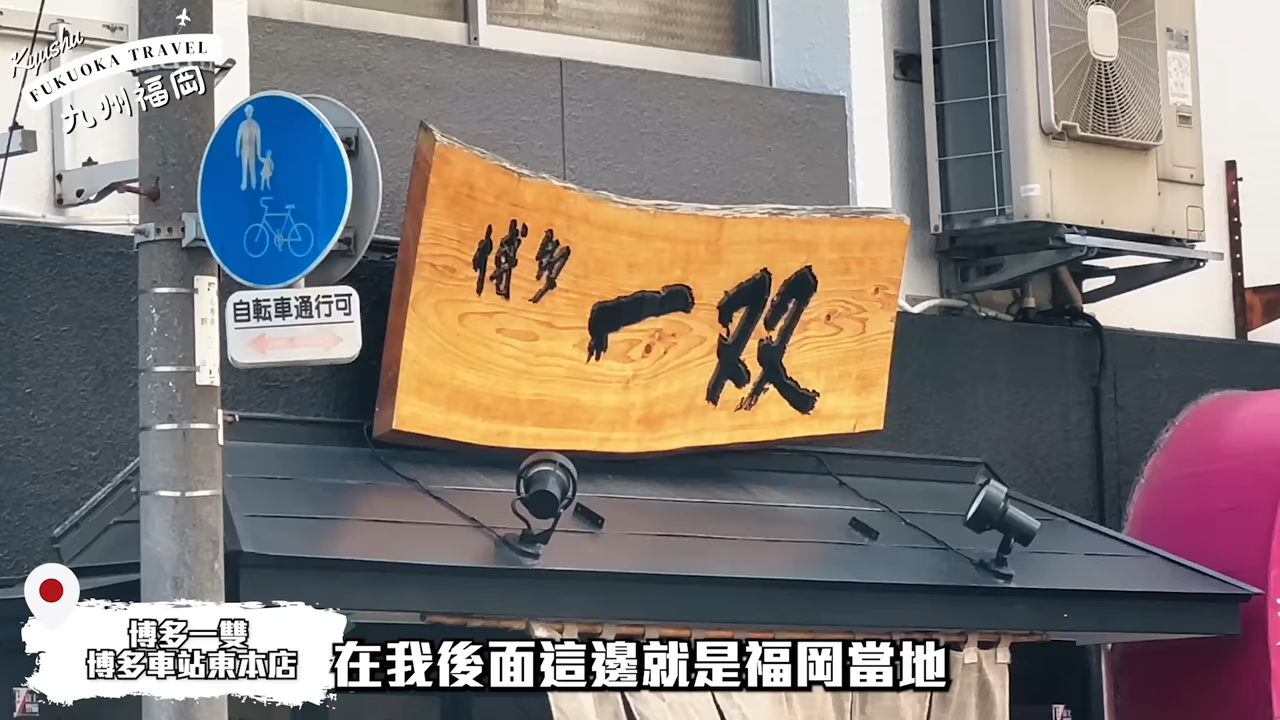 Kyushu
FUKUOKA TRAVEL
九州福岡
自転車通行可
博多
一双
博多一雙
博多車站東本店
在我後面這邊就是福岡當地